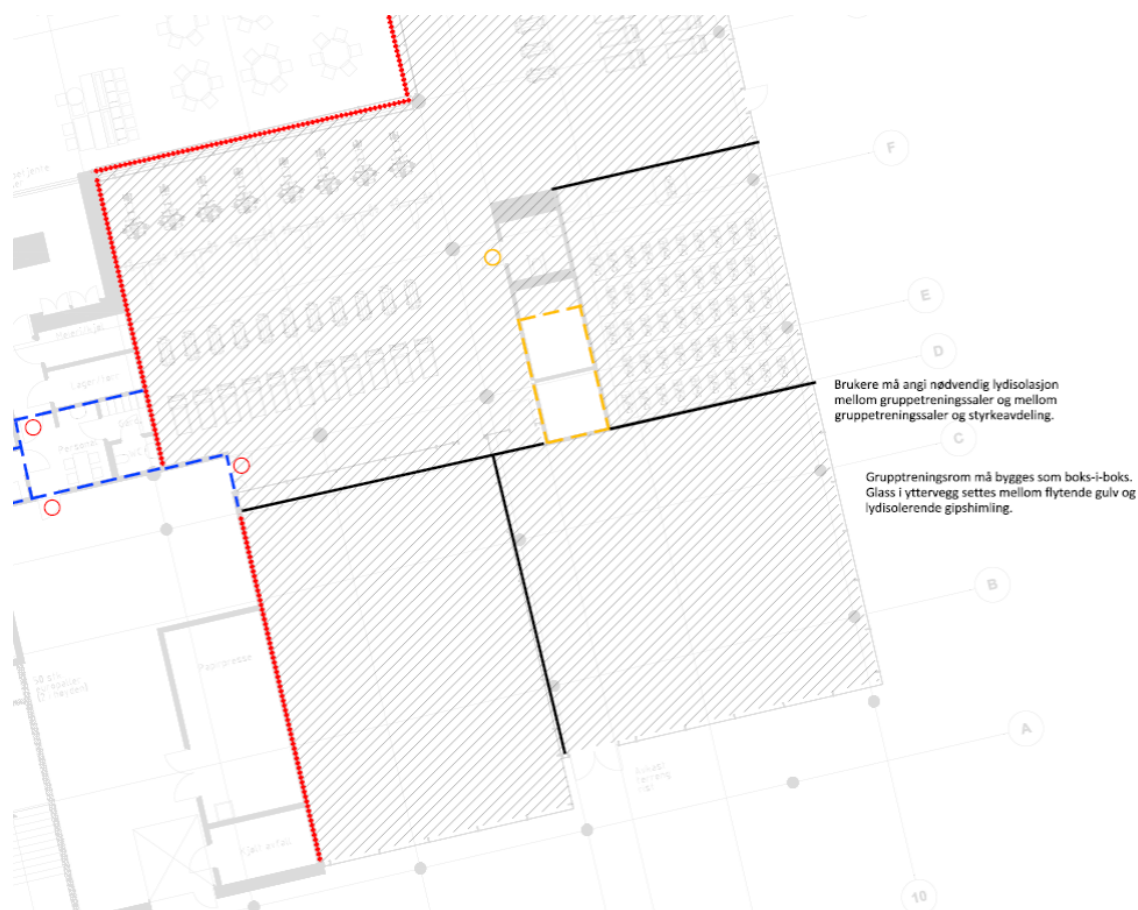 F
E
D
Brukere må angi nødvendig lydisolasjon
mellom gruppetreningssaler og mellom
gruppetreningssaler og styrkeavdeling.
C
Grupptreningsrom må bygges som boks-i-boks.
Glass i yttervegg settes mellom flytende gulv og
lydisolerende gipshimling.
B
Papirpresse
A
10